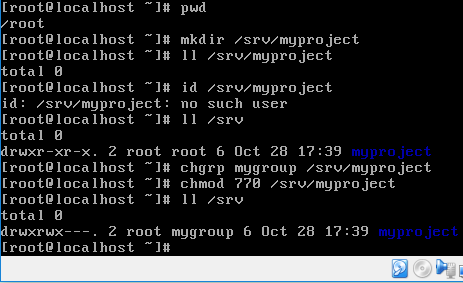 [root@localhost ~]# pwd
/root
[root@localhost ~]# mkdir /srv/myproject
[root@localhost ~]# ll /srv/myproject
total 0
[root@localhost ~]# id /srv/myproject
id: /srv/myproject: no such user
[root@localhost ~]# ll /srv
total 0
drwxr-xr-x. 2 root root 6 Oct 28 17:39 myproject
[root@localhost ~]# chgrp mygroup /srv/myproject
[root@localhost ~]# chmod 770 /srv/myproject
[root@localhost ~]# ll /srv
total 0
drwxrwx---. 2 root mygroup 6 Oct 28 17:39 myproject
[root@localhost ~]#